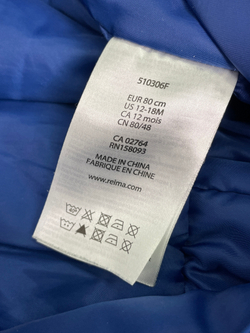 510306F
EUR 80 cm
US 12-18M
CA 12 mois
CN 80/48
CA 02764
RN158093
MADE IN CHINA
FABRIQUE EN CHINE
www.reima.com